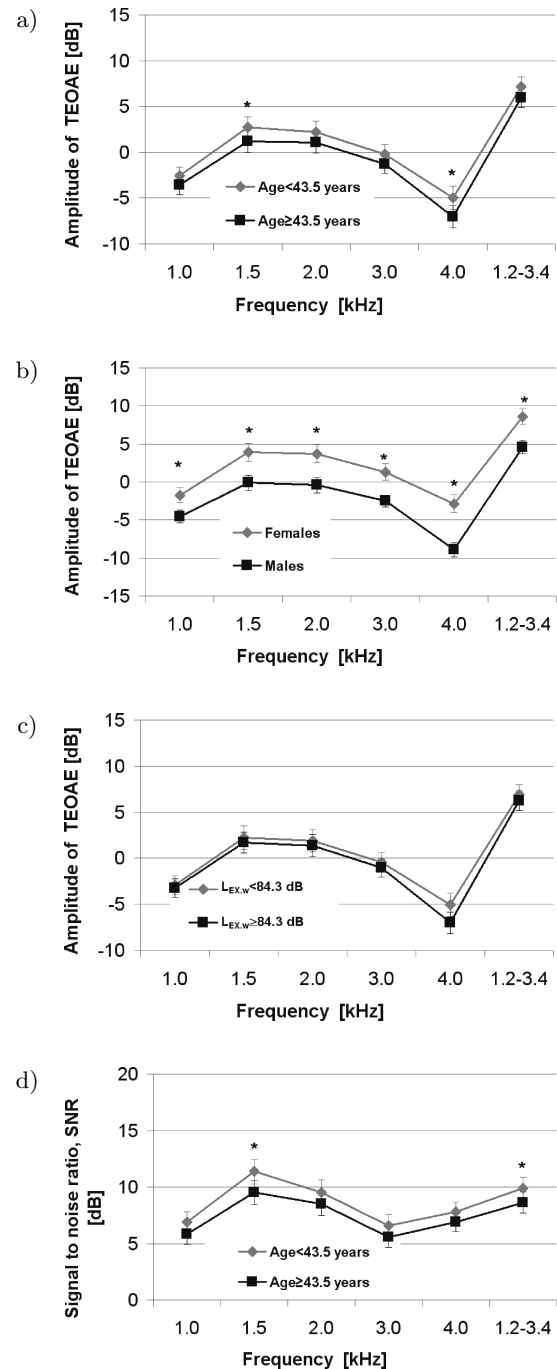 a)
Amplitude of TEOAE [dB]
15
10
5
0
-5
-10
*
*
Age<43.5 years
Age≥43.5 years
1.0 1.5 2.0 3.0 4.0 1.2-3.4
Frequency [kHz]
b)
Amplitude of TEOAE [dB]
15
10
5
0
-5
-10
-15
* * * * * *
Females
Males
1.0 1.5 2.0 3.0 4.0 1.2-3.4
Frequency [kHz]
c)
Amplitude of TEOAE [dB]
15
10
5
0
-5
-10
LEX,w<84.3 dB
LEX,w≥84.3 dB
1.0 1.5 2.0 3.0 4.0 1.2-3.4
Frequency [kHz]
d)
Signal to noise ratio, SNR
[dB]
20
15
10
5
0
* *
Age<43.5 years
Age≥43.5 years
1.0 1.5 2.0 3.0 4.0 1.2-3.4
Frequency [kHz]